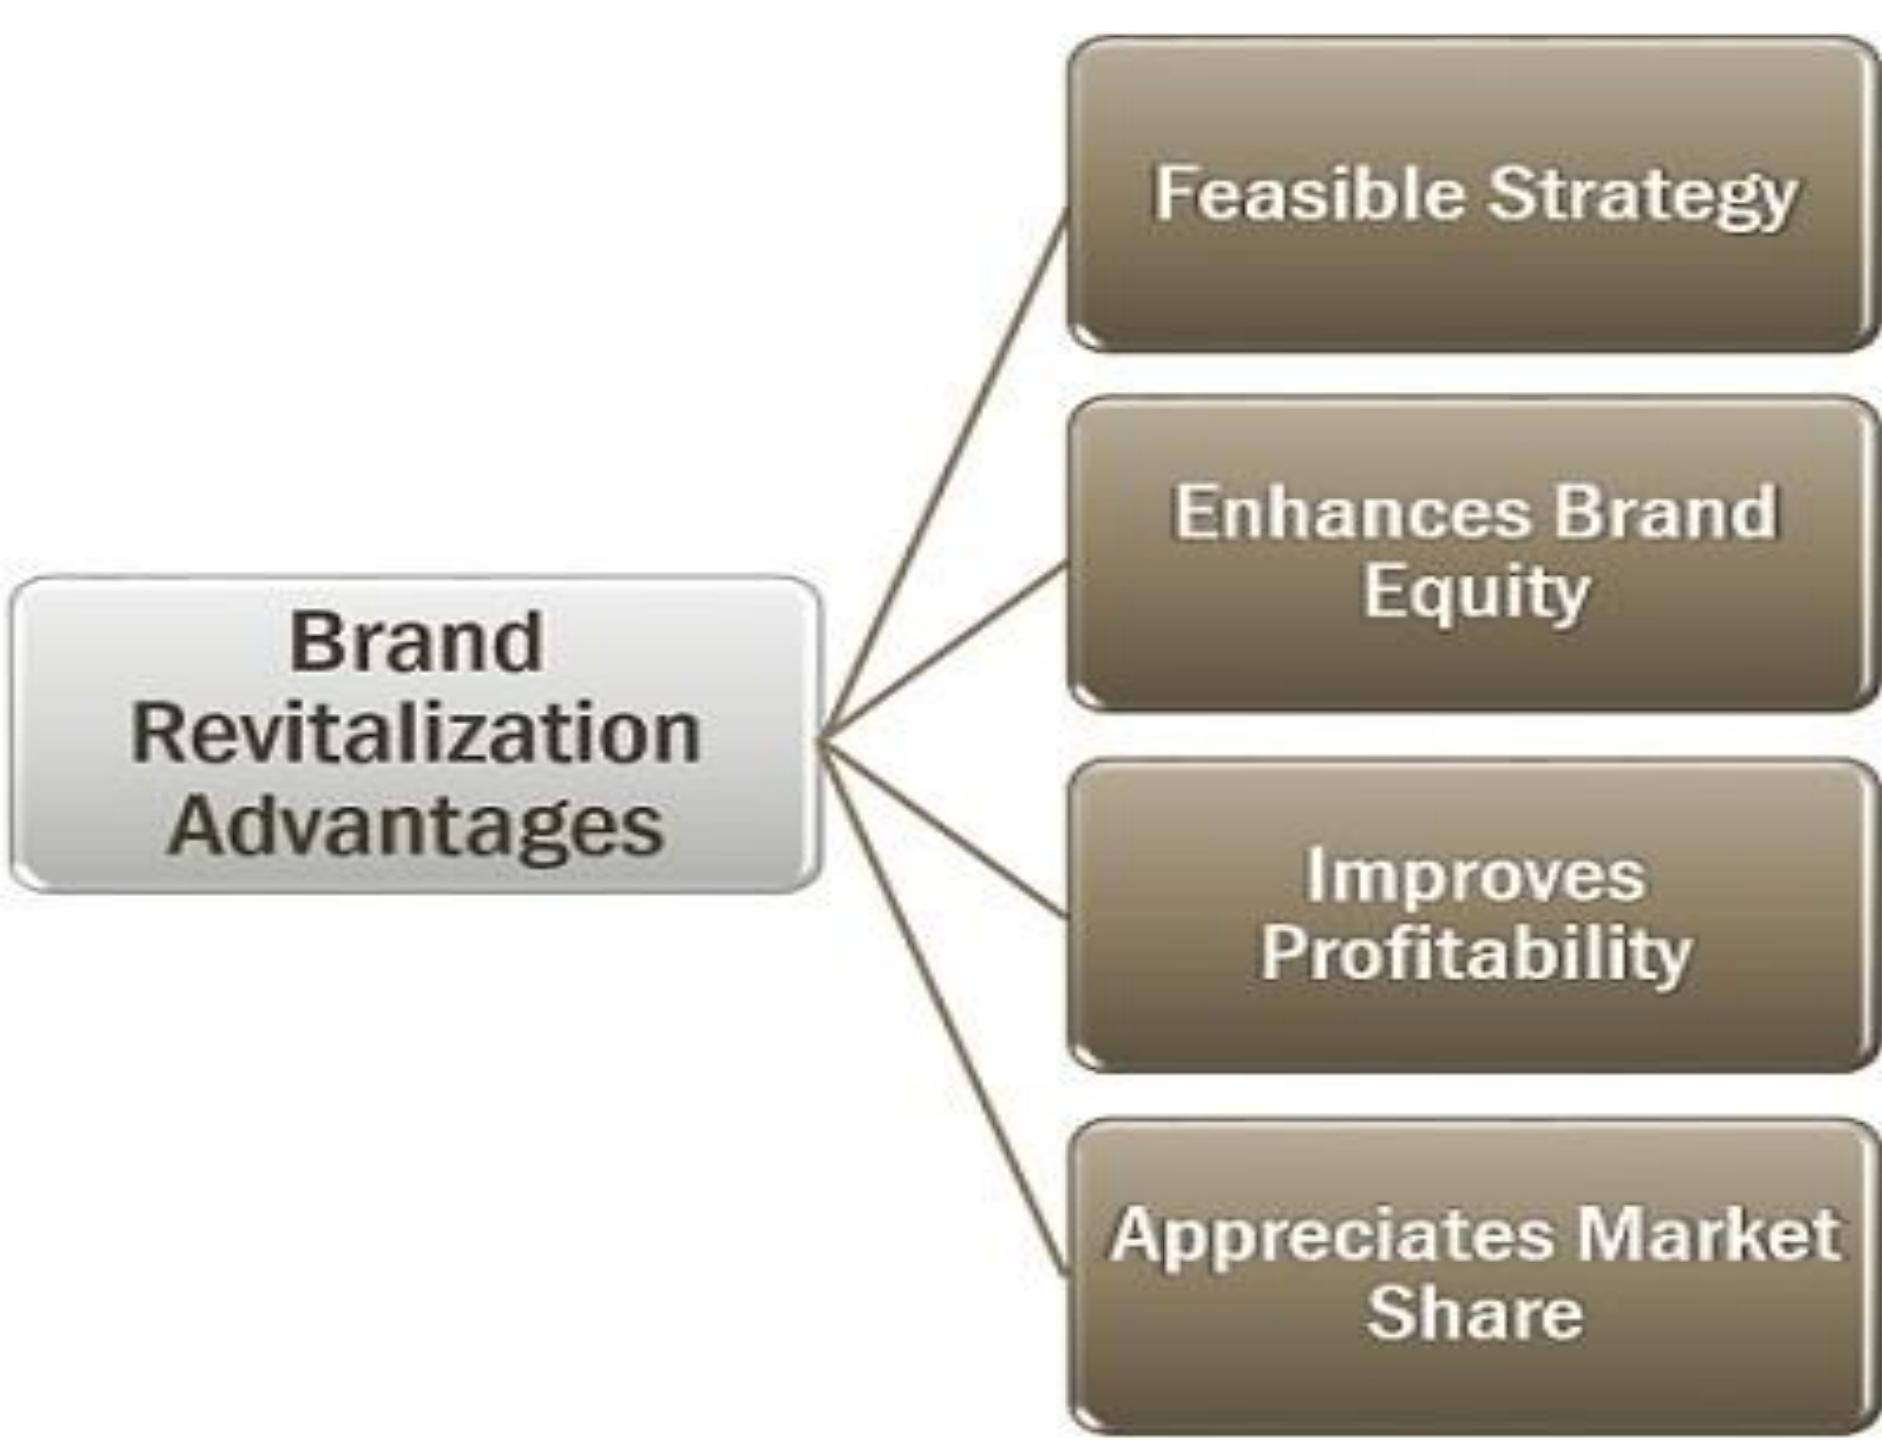 Brand
Revitalization
Advantages
Feasible Strategy
Enhances Brand
Equity
Improves
Profitability
Appreciates Market
Share